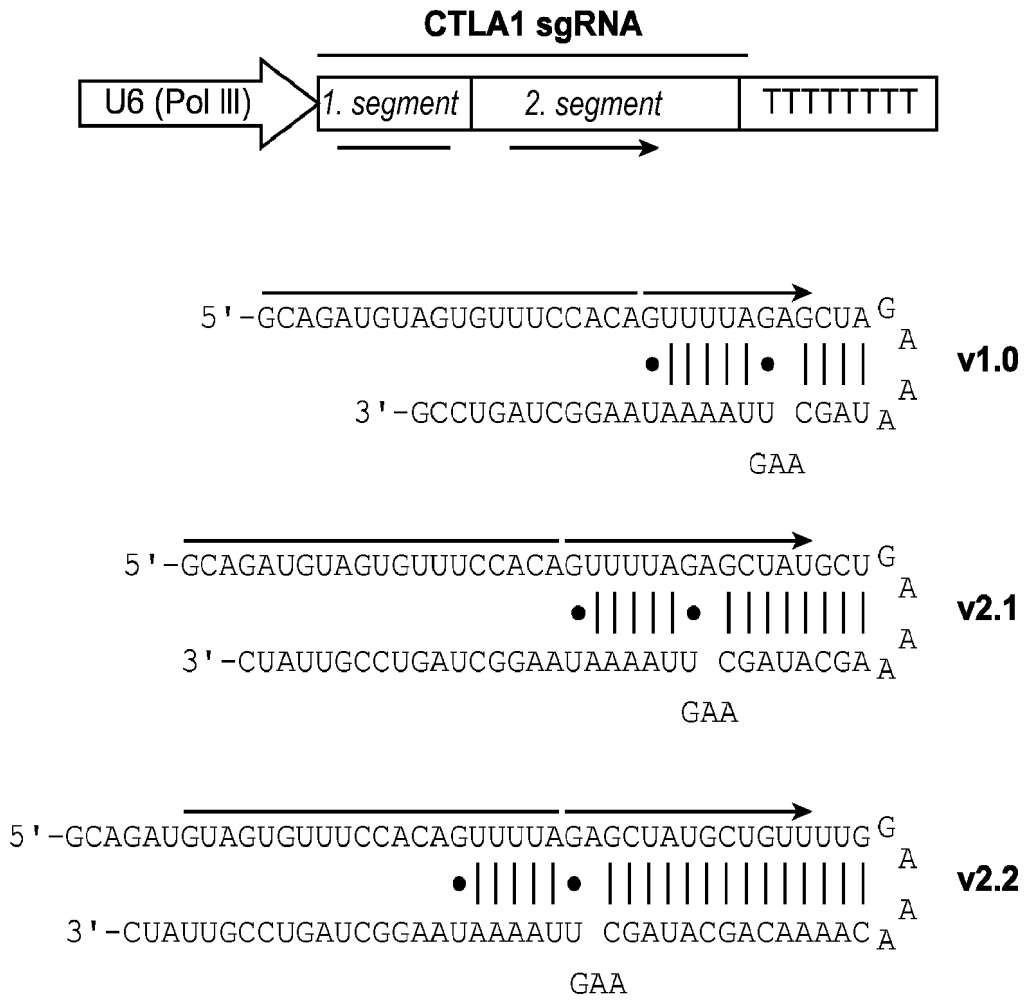 CTLA1 sgRNA
U6 (Pol III) 1. segment 2. segment TTTTTTTT
5'-GCAGAUGUAGUGUUUCCACAGUUUUAGAGCUA G
A
v1.0
A
3'-GCCUGAUCGGAAUAAAAUU CGAU A
GAA
5'-GCAGAUGUAGUGUUUCCACAGUUUUAGAGCUAUGCU G
A
v2.1
A
3'-CUAUUGCCUGAUCGGAAUAAAAUU CGAUACGA A
GAA
5'-GCAGAUGUAGUGUUUCCACAGUUUUAGAGCUAUGCUGUUUUG G
A
v2.2
A
3'-CUAUUGCCUGAUCGGAAUAAAAUU CGAUACGACAAAAC A
GAA